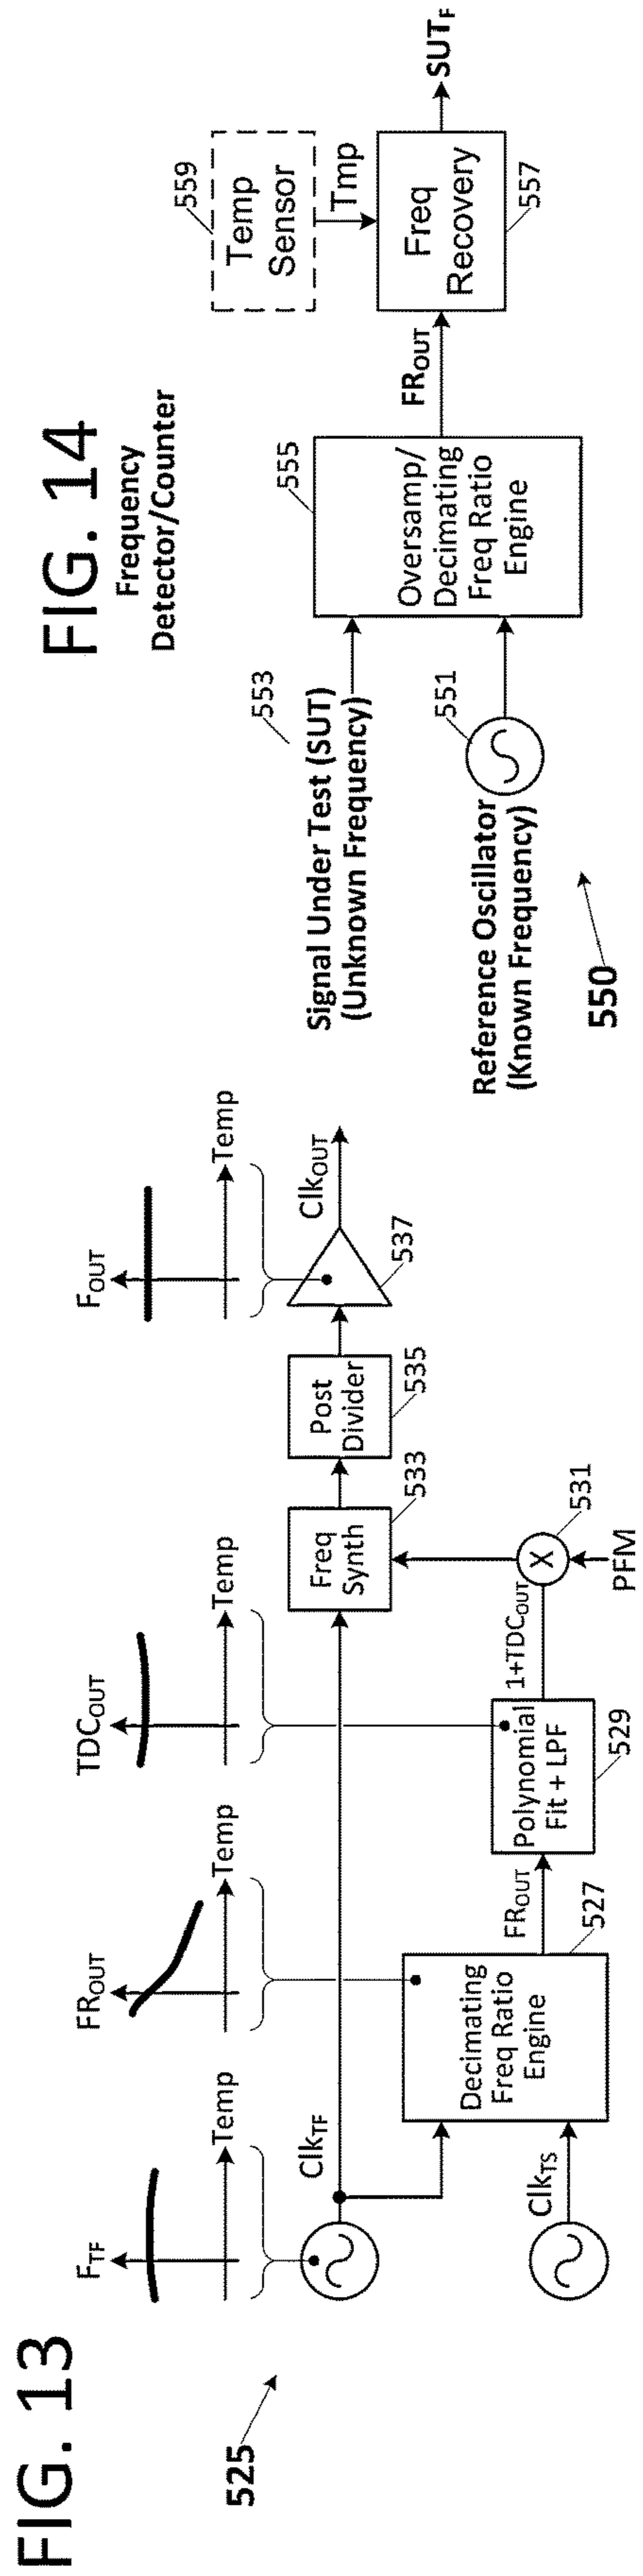 FIG. 13
525
F_TF
Temp
FR_OUT
Temp
TDC_OUT
Temp
F_OUT
Temp
Clk_TF
Clk_TS
Decimating
Freq Ratio
Engine
527
FR_OUT
Polynomial
Fit + LPF
529
1+TDC_OUT
X
531
PFM
Freq
Synth
533
Post
Divider
535
537
Clk_OUT
FIG. 14
Frequency
Detector/Counter
550
553
Signal Under Test (SUT)
(Unknown Frequency)
551
Reference Oscillator
(Known Frequency)
555
Oversamp/
Decimating
Freq Ratio
Engine
FR_OUT
559
Temp
Sensor
Tmp
Freq
Recovery
557
SUT_F